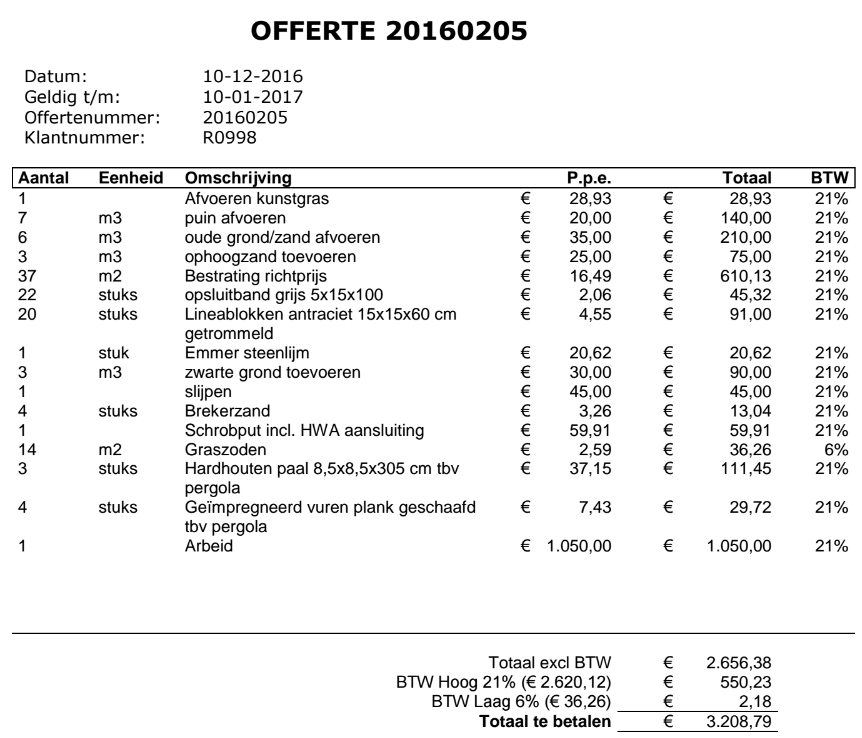 OFFERTE 20160205
Datum: 10-12-2016
Geldig t/m: 10-01-2017
Offertenummer: 20160205
Klantnummer: R0998
Aantal Eenheid Omschrijving P.p.e. Totaal BTW
1 Afvoeren kunstgras € 28,93 € 28,93 21%
7 m3 puin afvoeren € 20,00 € 140,00 21%
6 m3 oude grond/zand afvoeren € 35,00 € 210,00 21%
3 m3 ophoogzand toevoeren € 25,00 € 75,00 21%
37 m2 Bestrating richtprijs € 16,49 € 610,13 21%
22 stuks opsluitband grijs 5x15x100 € 2,06 € 45,32 21%
20 stuks Lineablokken antraciet 15x15x60 cm € 4,55 € 91,00 21%
getrommeld
1 stuk Emmer steenlijm € 20,62 € 20,62 21%
3 m3 zwarte grond toevoeren € 30,00 € 90,00 21%
1 slijpen € 45,00 € 45,00 21%
4 stuks Brekerzand € 3,26 € 13,04 21%
1 Schrobput incl. HWA aansluiting € 59,91 € 59,91 21%
14 m2 Graszoden € 2,59 € 36,26 6%
3 stuks Hardhouten paal 8,5x8,5x305 cm tbv € 37,15 € 111,45 21%
pergola
4 stuks Geïmpregneerd vuren plank geschaafd € 7,43 € 29,72 21%
tbv pergola
1 Arbeid € 1.050,00 € 1.050,00 21%
Totaal excl BTW € 2.656,38
BTW Hoog 21% (€ 2.620,12) € 550,23
BTW Laag 6% (€ 36,26) € 2,18
Totaal te betalen € 3.208,79